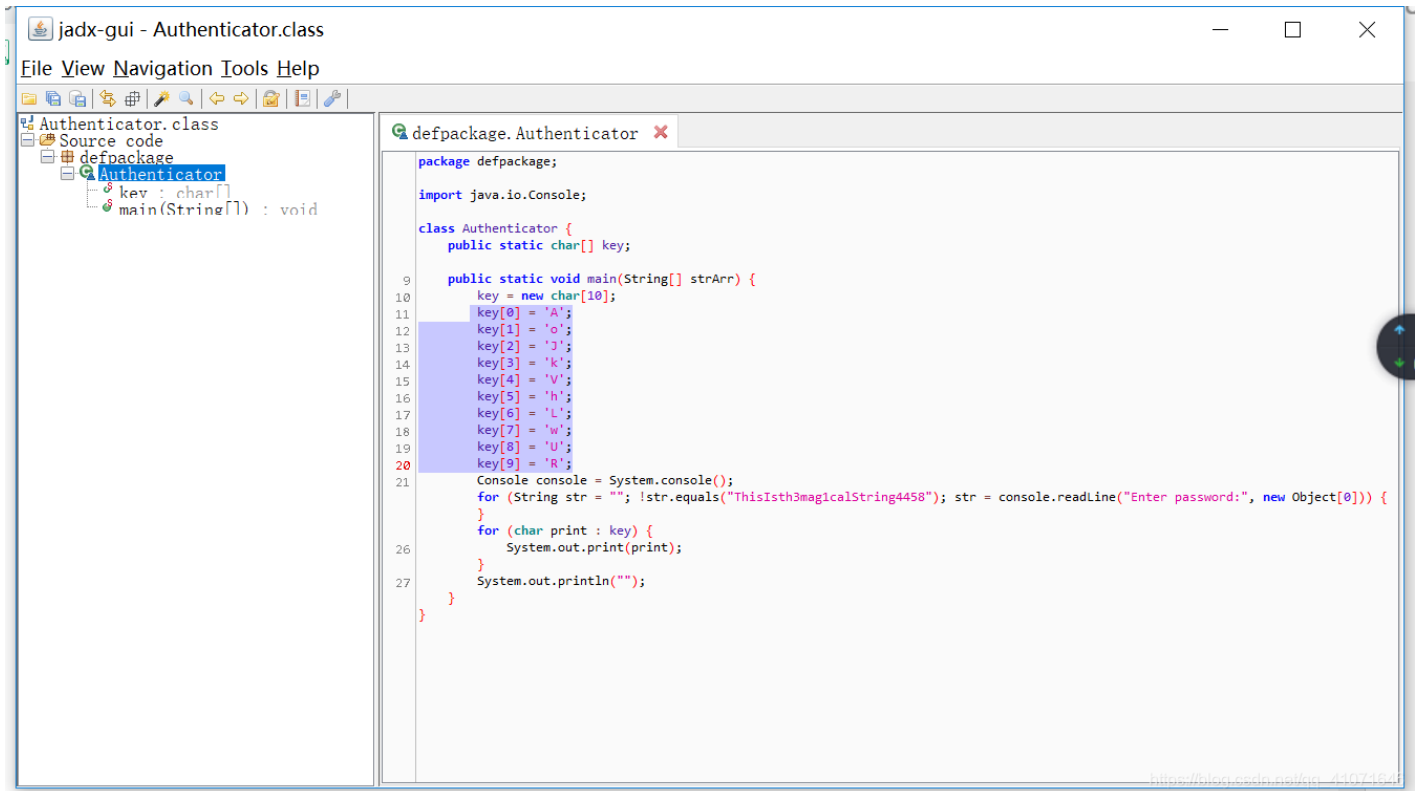 jadx-gui - Authenticator.class
File View Navigation Tools Help
Authenticator.class
Source code
defpackage
Authenticator
key : char[]
main(String[]) : void
defpackage.Authenticator
package defpackage;
import java.io.Console;
class Authenticator {
public static char[] key;
9 public static void main(String[] strArr) {
10 key = new char[10];
11 key[0] = 'A';
12 key[1] = 'o';
13 key[2] = 'J';
14 key[3] = 'k';
15 key[4] = 'V';
16 key[5] = 'h';
17 key[6] = 'L';
18 key[7] = 'w';
19 key[8] = 'U';
20 key[9] = 'R';
21 Console console = System.console();
for (String str = ""; !str.equals("ThisIsth3mag1calString4458"); str = console.readLine("Enter password:", new Object[0])) {
}
for (char print : key) {
26 System.out.print(print);
}
27 System.out.println("");
}
}
https://blog.csdn.net/qq_41071646